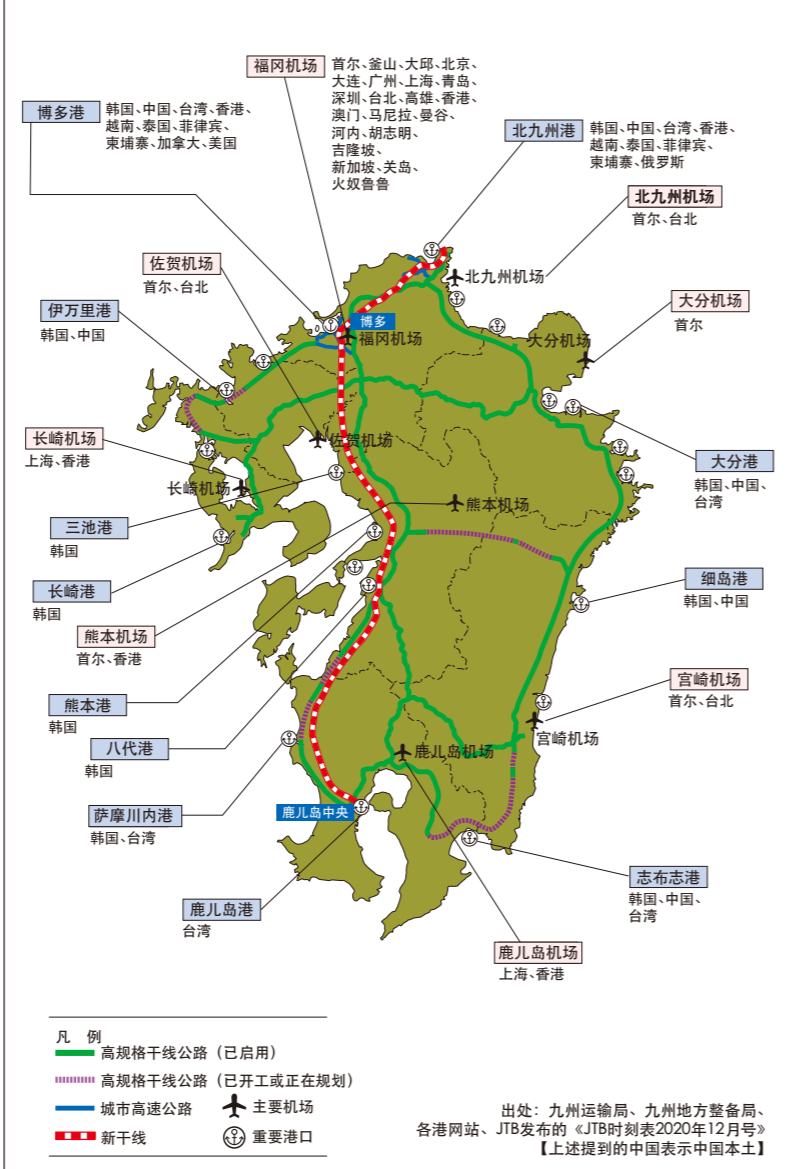 福冈机场
首尔、釜山、大邱、北京、
大连、广州、上海、青岛、
深圳、台北、高雄、香港、
澳门、马尼拉、曼谷、
河内、胡志明、
吉隆坡、
新加坡、关岛、
火奴鲁鲁
博多港
韩国、中国、台湾、香港、
越南、泰国、菲律宾、
柬埔寨、加拿大、美国
北九州港
韩国、中国、台湾、香港、
越南、泰国、菲律宾、
柬埔寨、俄罗斯
北九州机场
首尔、台北
佐贺机场
首尔、台北
北九州机场
大分机场
首尔
伊万里港
韩国、中国
博多
福冈机场
大分机场
长崎机场
上海、香港
佐贺机场
大分港
韩国、中国、
台湾
长崎机场
熊本机场
三池港
韩国
长崎港
韩国
细岛港
韩国、中国
熊本机场
首尔、香港
宫崎机场
首尔、台北
熊本港
韩国
宫崎机场
八代港
韩国
鹿儿岛机场
萨摩川内港
韩国、台湾
鹿儿岛中央
志布志港
韩国、中国、
台湾
鹿儿岛港
台湾
鹿儿岛机场
上海、香港
凡 例
高规格干线公路（已启用）
高规格干线公路（已开工或正在规划）
城市高速公路
主要机场
新干线
重要港口
出处：九州运输局、九州地方整备局、
各港网站、JTB发布的《JTB时刻表2020年12月号》
【上述提到的中国表示中国本土】